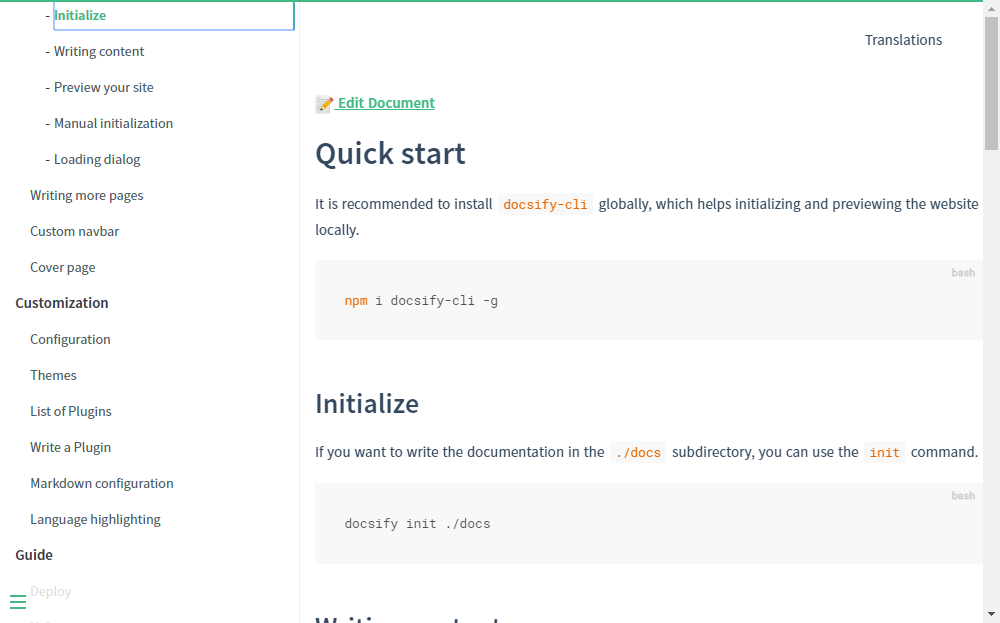 - Initialize
- Writing content
- Preview your site
- Manual initialization
- Loading dialog
Writing more pages
Custom navbar
Cover page
Customization
Configuration
Themes
List of Plugins
Write a Plugin
Markdown configuration
Language highlighting
Guide
Deploy
Translations
Edit Document
Quick start
It is recommended to install docsify-cli globally, which helps initializing and previewing the website
locally.
bash
npm i docsify-cli -g
Initialize
If you want to write the documentation in the ./docs subdirectory, you can use the init command.
bash
docsify init ./docs